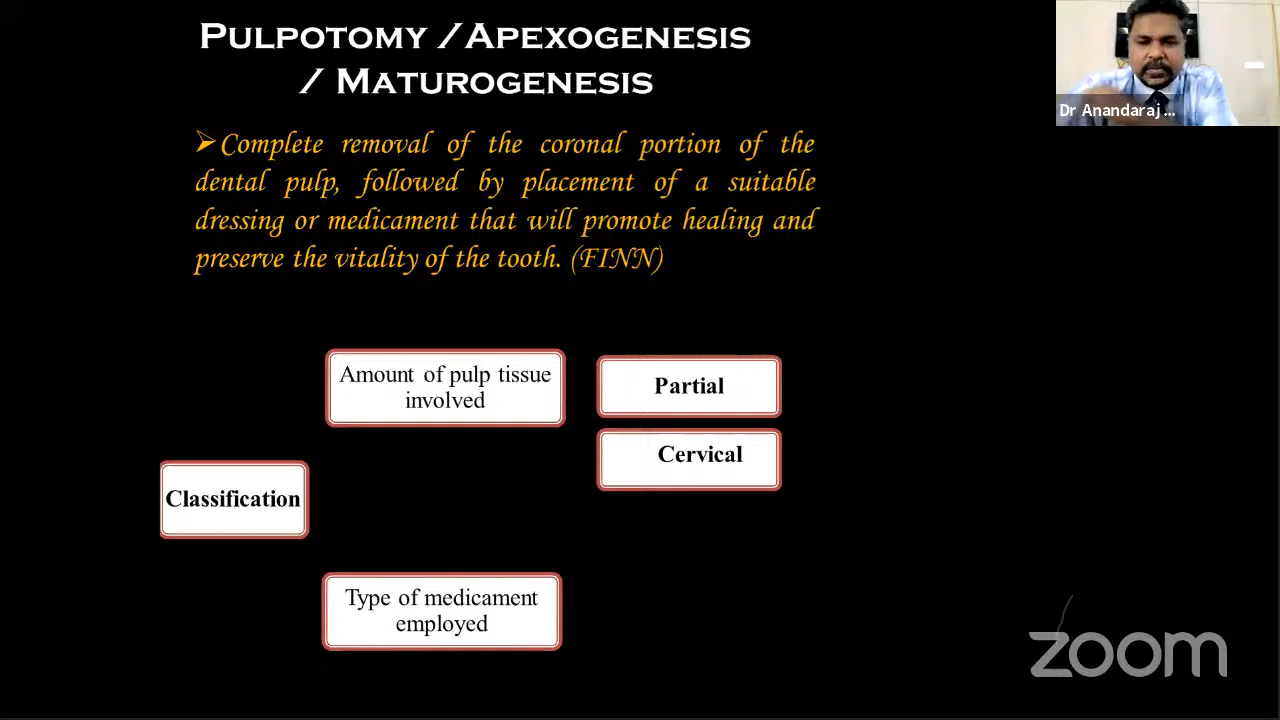 PULPOTOMY /APEXOGENESIS
/ MATUROGENESIS
Dr Anandaraj ...
➢Complete removal of the coronal portion of the
dental pulp, followed by placement of a suitable
dressing or medicament that will promote healing and
preserve the vitality of the tooth. (FINN)
Amount of pulp tissue
involved
Partial
Cervical
Classification
Type of medicament
employed
zoom